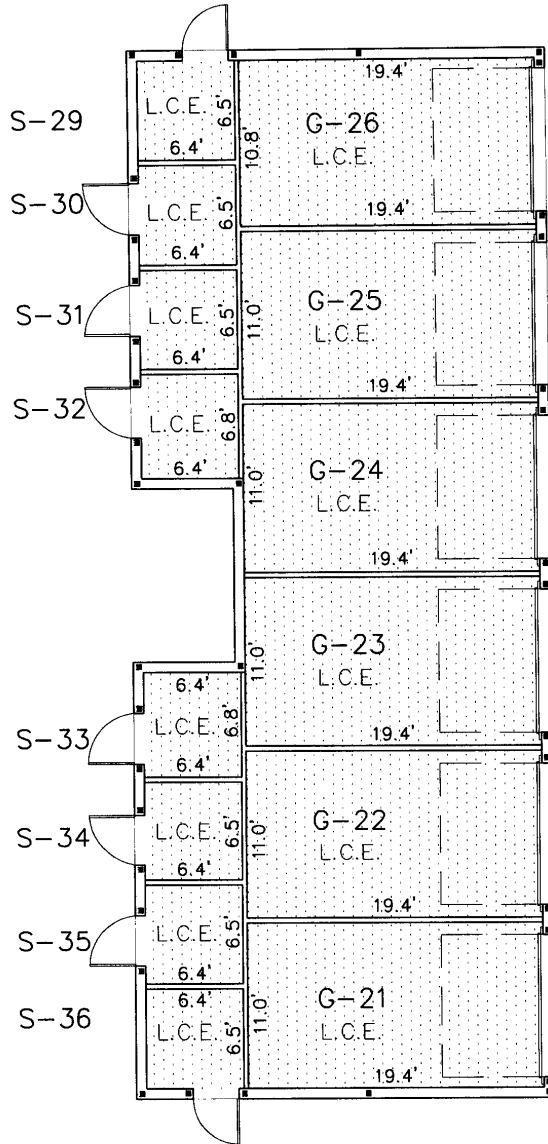 19.4'
S-29
L.C.E.
6.5'
6.4'
G-26
L.C.E.
10.8'
19.4'
S-30
L.C.E.
6.5'
6.4'
S-31
L.C.E.
6.5'
6.4'
G-25
L.C.E.
11.0'
19.4'
S-32
L.C.E.
6.8'
6.4'
G-24
L.C.E.
11.0'
19.4'
G-23
L.C.E.
11.0'
19.4'
6.4'
S-33
L.C.E.
6.8'
6.4'
S-34
L.C.E.
6.5'
6.4'
G-22
L.C.E.
11.0'
19.4'
S-35
L.C.E.
6.5'
6.4'
S-36
6.4'
L.C.E.
6.5'
G-21
L.C.E.
11.0'
19.4'